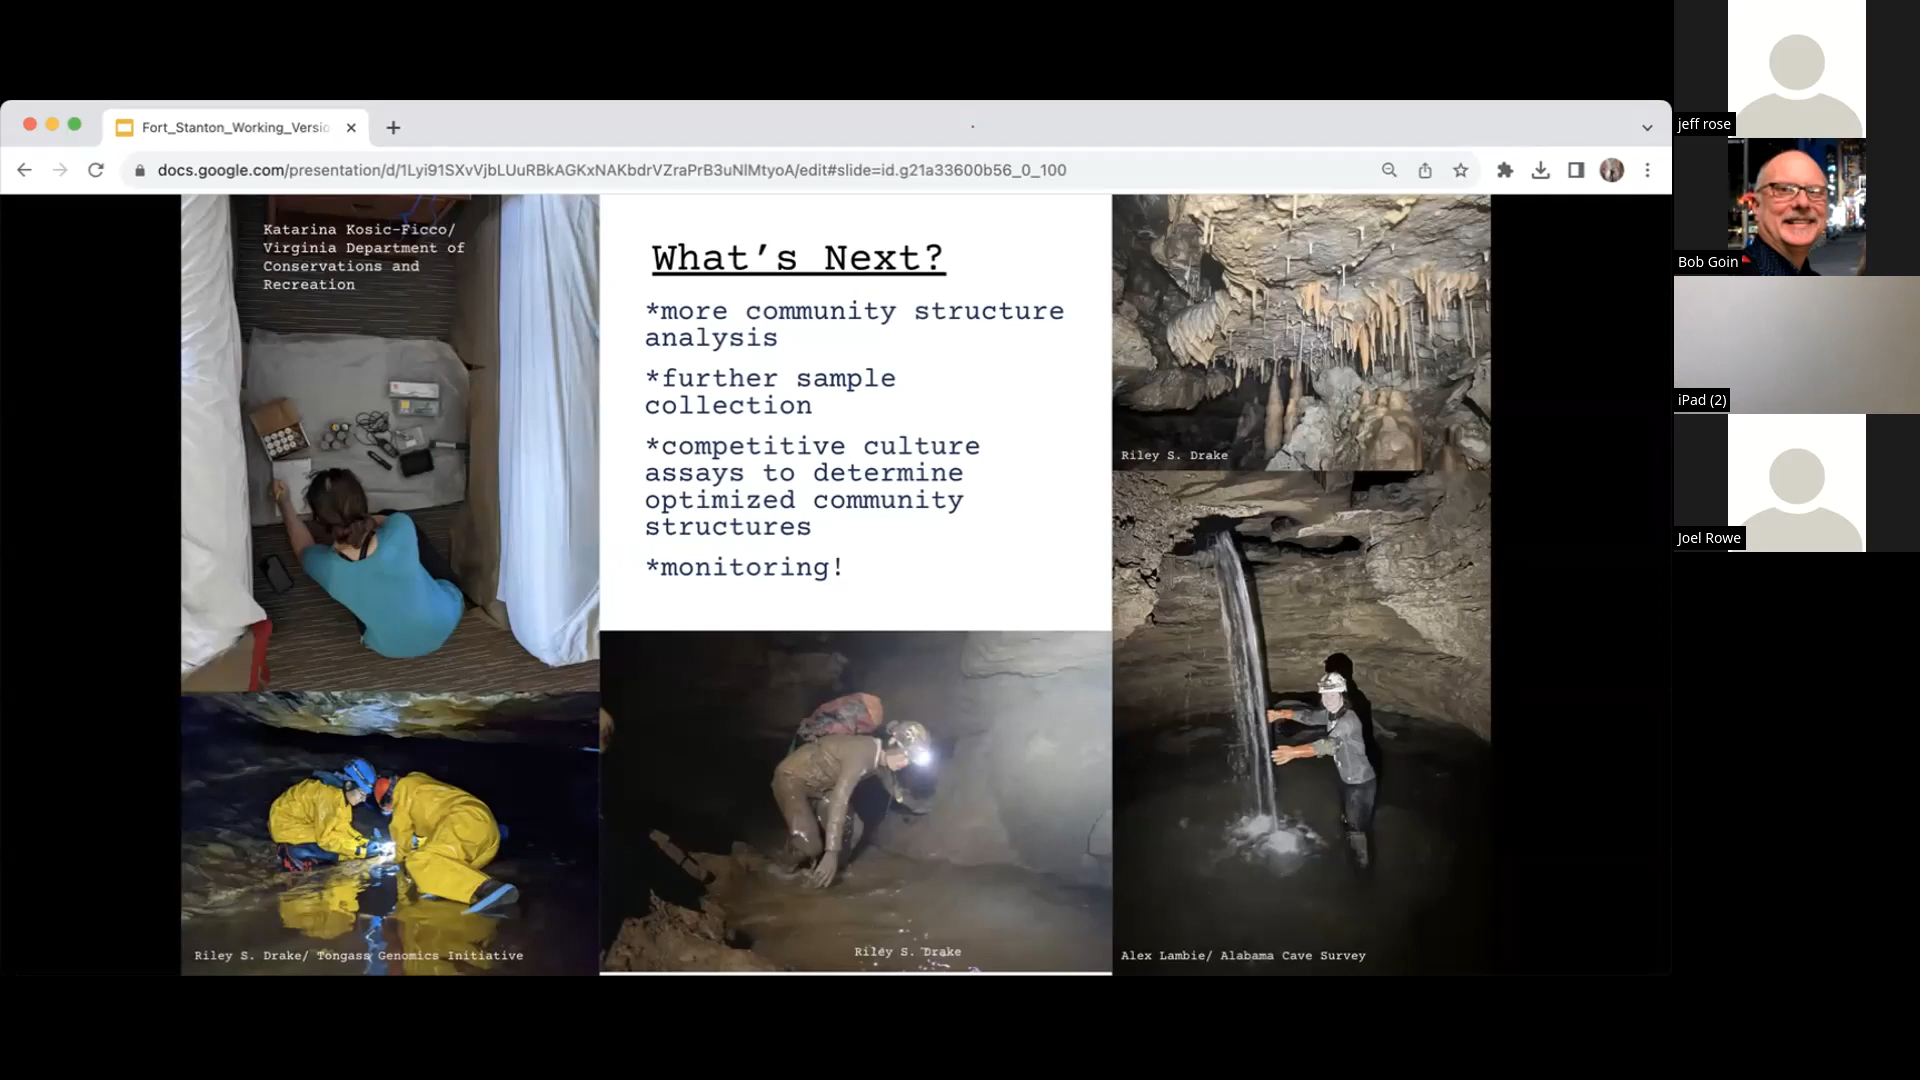 Fort_Stanton_Working_Versio
docs.google.com/presentation/d/1Lyi91SXvVjbLUuRBkAGKxNAKbdrVZraPrB3uNlMtyoA/edit#slide=id.g21a33600b56_0_100
Katarina Kosic-Ficco/
Virginia Department of
Conservations and
Recreation
What's Next?
*more community structure
analysis
*further sample
collection
*competitive culture
assays to determine
optimized community
structures
*monitoring!
Riley S. Drake
Riley S. Drake/ Tongass Genomics Initiative
Riley S. Drake
Alex Lambie/ Alabama Cave Survey
jeff rose
Bob Goin
iPad (2)
Joel Rowe